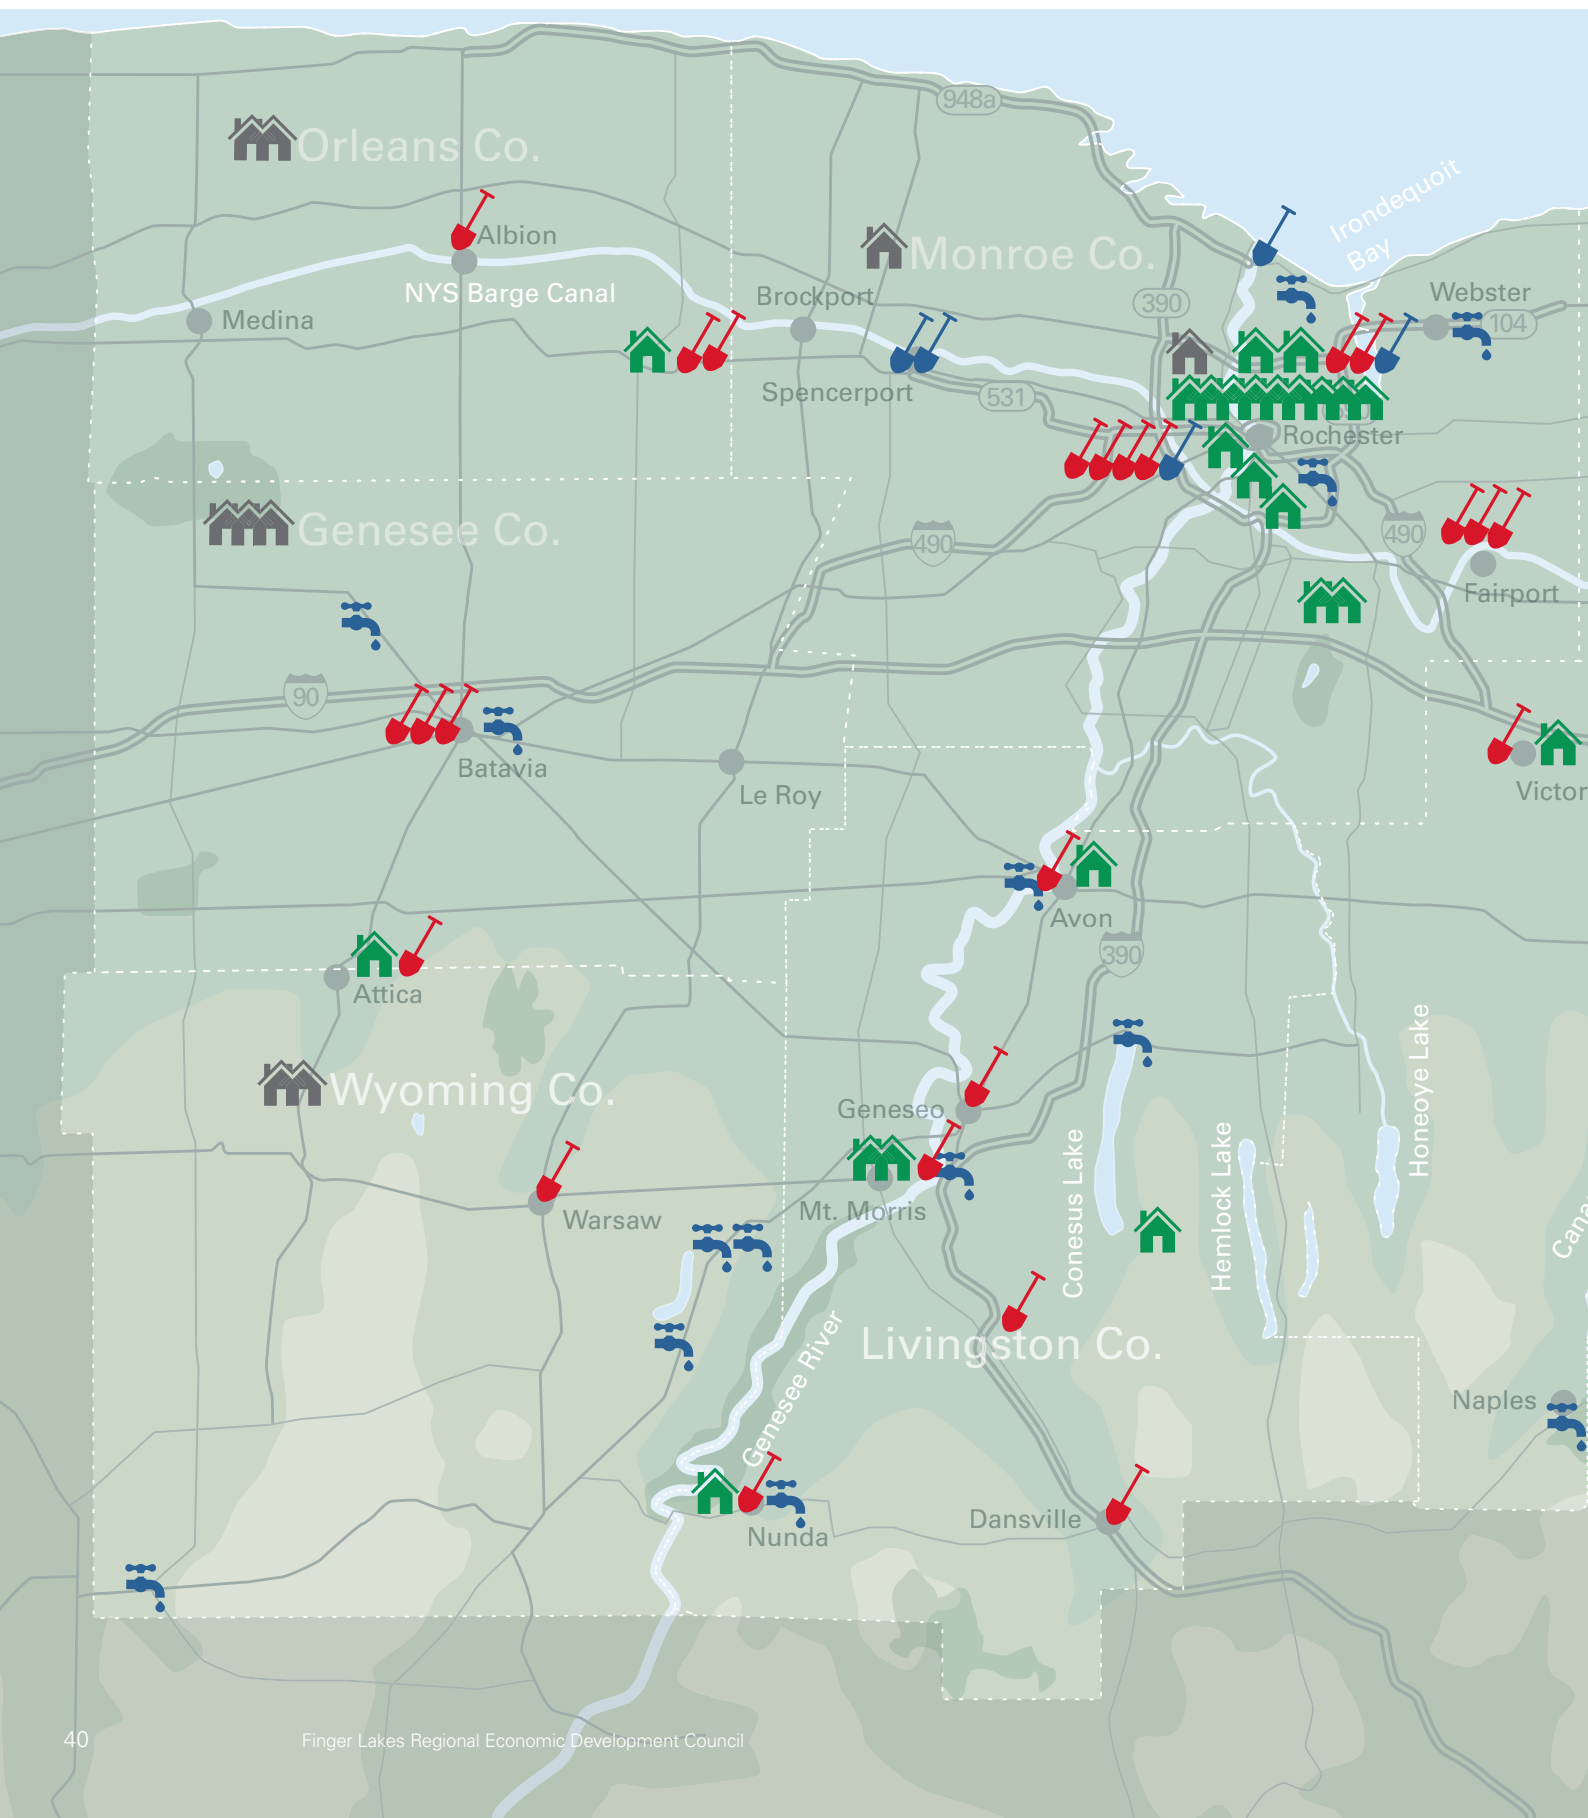 948a
Orleans Co.
Irondequoit
Bay
Albion
Monroe Co.
NYS Barge Canal
Brockport
390
Webster
Medina
104
Spencerport
531
Rochester
Genesee Co.
490
490
Fairport
90
Batavia
Le Roy
Victor
Avon
390
Attica
Wyoming Co.
Geneseo
Honeoye Lake
Conesus Lake
Hemlock Lake
Warsaw
Mt. Morris
Cana
Genesee River
Livingston Co.
Naples
Nunda
Dansville
40
Finger Lakes Regional Economic Development Council